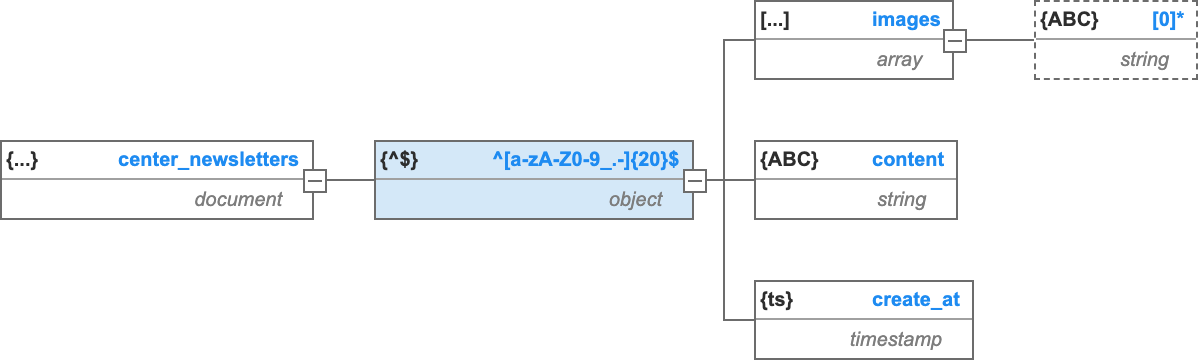 [...] images
array
{ABC} [0]*
string
{...} center_newsletters
document
{^$} ^[a-zA-Z0-9_.-]{20}$
object
{ABC} content
string
{ts} create_at
timestamp